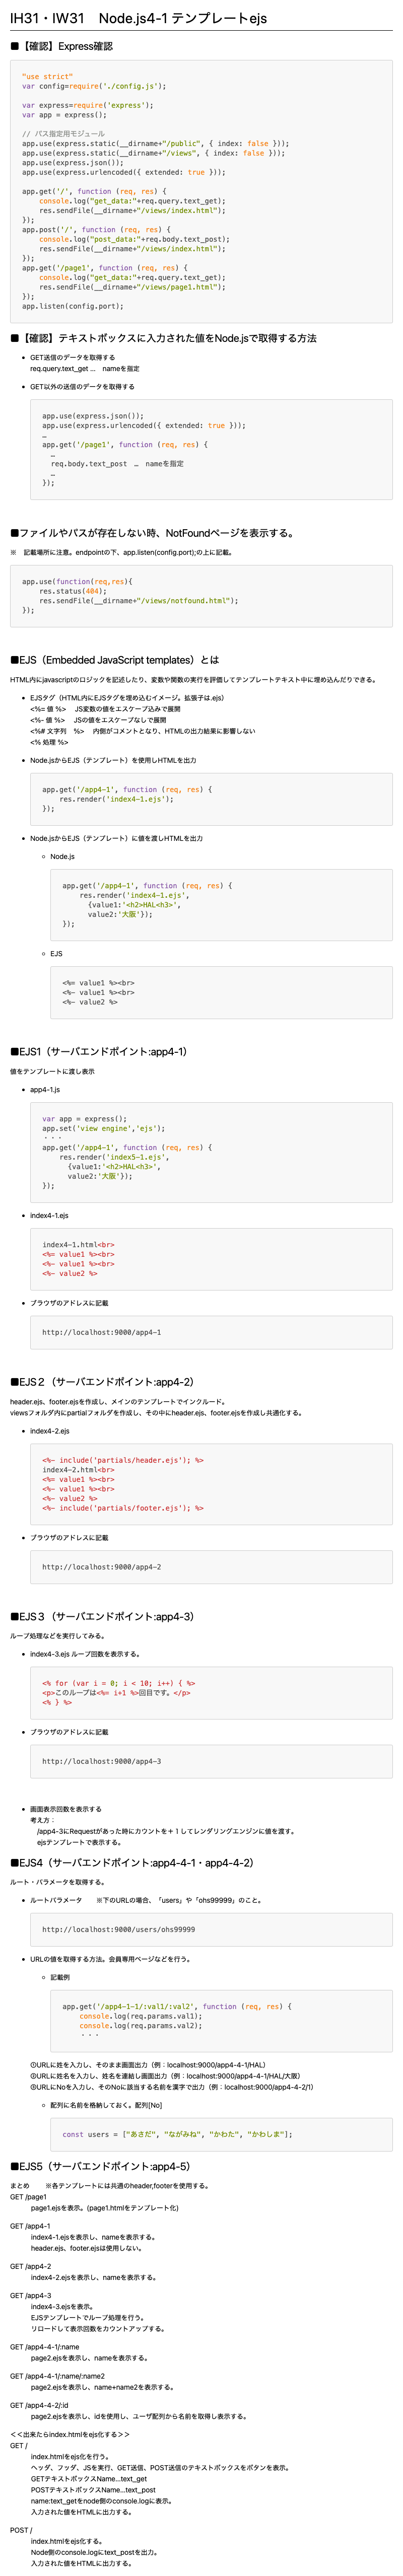 IH31・IW31　Node.js4-1 テンプレートejs
■【確認】Express確認
"use strict"
var config=require('./config.js');
var express=require('express');
var app = express();
// パス指定用モジュール
app.use(express.static(__dirname+"/public", { index: false }));
app.use(express.static(__dirname+"/views", { index: false }));
app.use(express.json());
app.use(express.urlencoded({ extended: true }));
app.get('/', function (req, res) {
    console.log("get_data:"+req.query.text_get);
    res.sendFile(__dirname+"/views/index.html");
});
app.post('/', function (req, res) {
    console.log("post_data:"+req.body.text_post);
    res.sendFile(__dirname+"/views/index.html");
});
app.get('/page1', function (req, res) {
    console.log("get_data:"+req.query.text_get);
    res.sendFile(__dirname+"/views/page1.html");
});
app.listen(config.port);
■【確認】テキストボックスに入力された値をNode.jsで取得する方法
• GET送信のデータを取得する
req.query.text_get …　nameを指定
• GET以外の送信のデータを取得する
app.use(express.json());
app.use(express.urlencoded({ extended: true }));
…
app.get('/page1', function (req, res) {
  …
  req.body.text_post　…　nameを指定
  …
});
■ファイルやパスが存在しない時、NotFoundページを表示する。
※　記載場所に注意。endpointの下、app.listen(config.port);の上に記載。
app.use(function(req,res){
    res.status(404);
    res.sendFile(__dirname+"/views/notfound.html");
});
■EJS（Embedded JavaScript templates）とは
HTML内にjavascriptのロジックを記述したり、変数や関数の実行を評価してテンプレートテキスト中に埋め込んだりできる。
• EJSタグ（HTML内にEJSタグを埋め込むイメージ。拡張子は.ejs）
<%= 値 %>　 JS変数の値をエスケープ込みで展開
<%- 値 %>　 JSの値をエスケープなしで展開
<%# 文字列　%>　 内側がコメントとなり、HTMLの出力結果に影響しない
<% 処理 %>
• Node.jsからEJS（テンプレート）を使用しHTMLを出力
app.get('/app4-1', function (req, res) {
    res.render('index4-1.ejs');
});
• Node.jsからEJS（テンプレート）に値を渡しHTMLを出力
◦ Node.js
app.get('/app4-1', function (req, res) {
    res.render('index4-1.ejs',
      {value1:'<h2>HAL<h3>',
      value2:'大阪'});
});
◦ EJS
<%= value1 %><br>
<%- value1 %><br>
<%- value2 %>
■EJS1（サーバエンドポイント:app4-1）
値をテンプレートに渡し表示
• app4-1.js
var app = express();
app.set('view engine','ejs');
・・・
app.get('/app4-1', function (req, res) {
    res.render('index5-1.ejs',
      {value1:'<h2>HAL<h3>',
      value2:'大阪'});
});
• index4-1.ejs
index4-1.html<br>
<%= value1 %><br>
<%- value1 %><br>
<%- value2 %>
• ブラウザのアドレスに記載
http://localhost:9000/app4-1
■EJS２（サーバエンドポイント:app4-2）
header.ejs、footer.ejsを作成し、メインのテンプレートでインクルード。
viewsフォルダ内にpartialフォルダを作成し、その中にheader.ejs、footer.ejsを作成し共通化する。
• index4-2.ejs
<%- include('partials/header.ejs'); %>
index4-2.html<br>
<%= value1 %><br>
<%- value1 %><br>
<%- value2 %>
<%- include('partials/footer.ejs'); %>
• ブラウザのアドレスに記載
http://localhost:9000/app4-2
■EJS３（サーバエンドポイント:app4-3）
ループ処理などを実行してみる。
• index4-3.ejs ループ回数を表示する。
<% for (var i = 0; i < 10; i++) { %>
<p>このループは<%= i+1 %>回目です。</p>
<% } %>
• ブラウザのアドレスに記載
http://localhost:9000/app4-3
• 画面表示回数を表示する
考え方：
　/app4-3にRequestがあった時にカウントを＋１してレンダリングエンジンに値を渡す。
　ejsテンプレートで表示する。
■EJS4（サーバエンドポイント:app4-4-1・app4-4-2）
ルート・パラメータを取得する。
• ルートパラメータ　　※下のURLの場合、「users」や「ohs99999」のこと。
http://localhost:9000/users/ohs99999
• URLの値を取得する方法。会員専用ページなどを行う。
◦ 記載例
app.get('/app4-1-1/:val1/:val2', function (req, res) {
    console.log(req.params.val1);
    console.log(req.params.val2);
    ・・・
①URLに姓を入力し、そのまま画面出力（例：localhost:9000/app4-4-1/HAL）
②URLに姓名を入力し、姓名を連結し画面出力（例：localhost:9000/app4-4-1/HAL/大阪）
③URLにNoを入力し、そのNoに該当する名前を漢字で出力（例：localhost:9000/app4-4-2/1）
◦ 配列に名前を格納しておく。配列[No]
const users = ["あさだ", "ながみね", "かわた", "かわしま"];
■EJS5（サーバエンドポイント:app4-5）
まとめ　　※各テンプレートには共通のheader,footerを使用する。
GET /page1
　　　page1.ejsを表示。(page1.htmlをテンプレート化)
GET /app4-1
　　　index4-1.ejsを表示し、nameを表示する。
　　　header.ejs、footer.ejsは使用しない。
GET /app4-2
　　　index4-2.ejsを表示し、nameを表示する。
GET /app4-3
　　　index4-3.ejsを表示。
　　　EJSテンプレートでループ処理を行う。
　　　リロードして表示回数をカウントアップする。
GET /app4-4-1/:name
　　　page2.ejsを表示し、nameを表示する。
GET /app4-4-1/:name/:name2
　　　page2.ejsを表示し、name+name2を表示する。
GET /app4-4-2/:id
　　　page2.ejsを表示し、idを使用し、ユーザ配列から名前を取得し表示する。
＜＜出来たらindex.htmlをejs化する＞＞
GET /
　　　index.htmlをejs化を行う。
　　　ヘッダ、フッダ、JSを実行、GET送信、POST送信のテキストボックスをボタンを表示。
　　　GETテキストボックスName…text_get
　　　POSTテキストボックスName…text_post
　　　name:text_getをnode側のconsole.logに表示。
　　　入力された値をHTMLに出力する。
POST /
　　　index.htmlをejs化する。
　　　Node側のconsole.logにtext_postを出力。
　　　入力された値をHTMLに出力する。